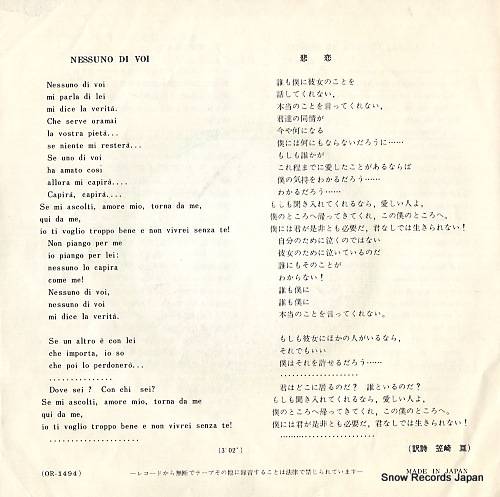 NESSUNO DI VOI
Nessuno di voi
mi parla di lei
mi dice la verità.
Che serve oramai
la vostra pietà...
se niente mi resterà...
Se uno di voi
ha amato così
allora mi capirà....
Capirà, capirà....
Se mi ascolti, amore mio, torna da me,
qui da me,
io ti voglio troppo bene e non vivrei senza te!
Non piango per me
io piango per lei:
nessuno lo capira
come me!
Nessuno di voi,
nessuno di voi
mi dice la verità.
Se un altro è con lei
che importa, io so
che poi lo perdonerò...
..............
Dove sei ? Con chi sei?
Se mi ascolti, amore mio, torna da me
qui da me,
io ti voglio troppo bene e non vivrei senza te!
....................
悲恋
誰も僕に彼女のことを
話してくれない,
本当のことを言ってくれない,
君達の同情が
今や何になる
僕には何にもならないだろうに……
もしも誰かが
これ程までに愛したことがあるならば
僕の気持をわかるだろう……
わかるだろう……
もしも聞き入れてくれるなら, 愛しい人よ,
僕のところへ帰ってきてくれ, この僕のところへ。
僕には君が是非とも必要だ, 君なしでは生きられない!
自分のために泣くのではない
彼女のために泣いているのだ
誰にもそのことが
わからない!
誰も僕に
誰も僕に
本当のことを言ってくれない。
もしも彼女にほかの人がいるなら,
それでもいい
僕はそれを許せるだろう……
.......................
君はどこに居るのだ? 誰といるのだ?
もしも聞き入れてくれるなら, 愛しい人よ,
僕のところへ帰ってくれ, この僕のところへ。
僕には君が是非とも必要だ, 君なしでは生きられない!
.......................
(訳詩 笠崎 亘)
(3´02″)
(OR-1494)
―レコードから無断でテープその他に録音することは法律で禁じられています―
MADE IN JAPAN
Snow Records Japan